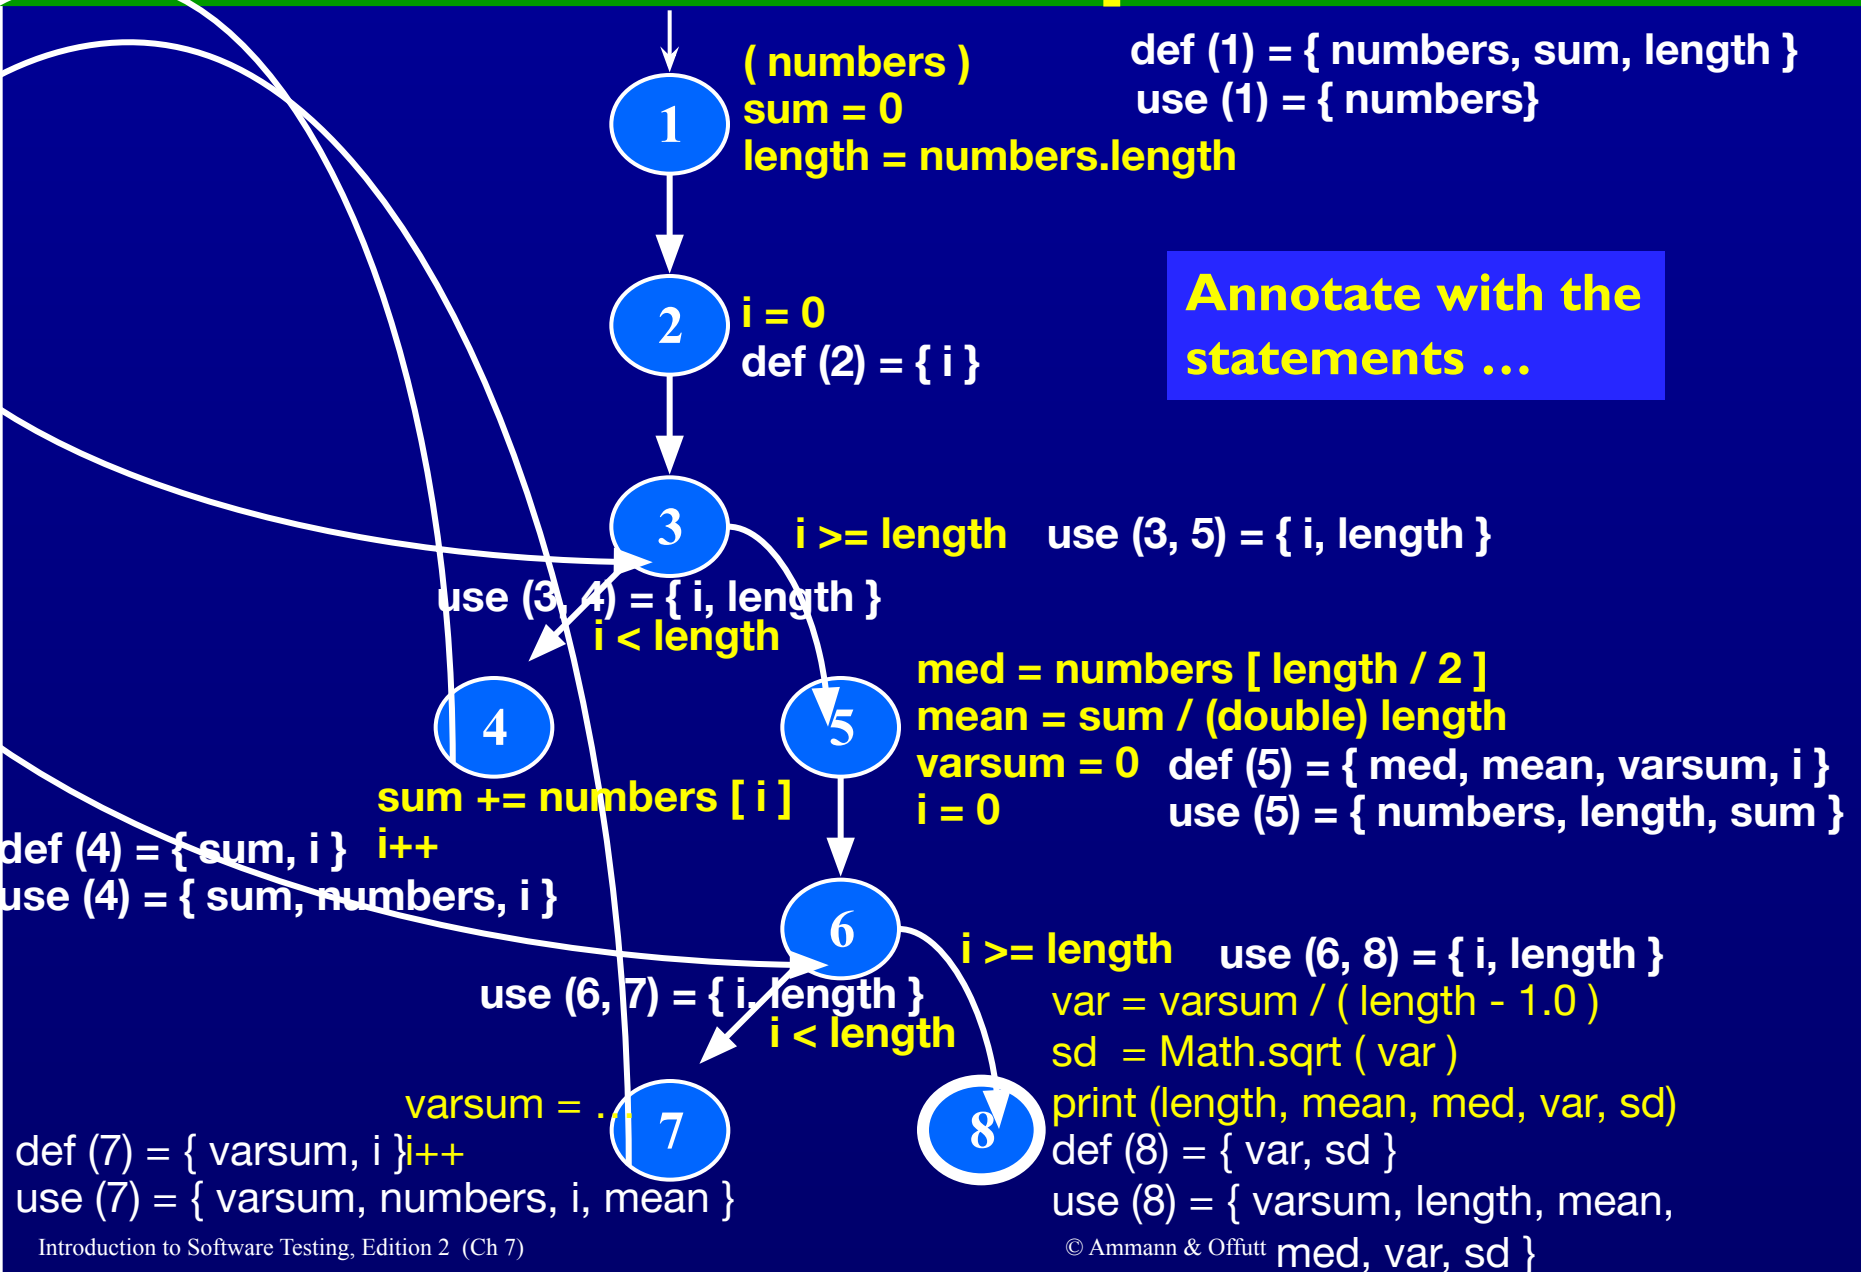 ( numbers )
sum = 0
length = numbers.length
def (1) = { numbers, sum, length }
use (1) = { numbers}
1
Annotate with the
statements …
2
i = 0
def (2) = { i }
3
i >= length
use (3, 5) = { i, length }
use (3, 4) = { i, length }
i < length
4
5
med = numbers [ length / 2 ]
mean = sum / (double) length
varsum = 0
i = 0
def (5) = { med, mean, varsum, i }
use (5) = { numbers, length, sum }
sum += numbers [ i ]
i++
def (4) = { sum, i }
use (4) = { sum, numbers, i }
6
i >= length
use (6, 8) = { i, length }
use (6, 7) = { i, length }
i < length
var = varsum / ( length - 1.0 )
sd = Math.sqrt ( var )
print (length, mean, med, var, sd)
def (8) = { var, sd }
use (8) = { varsum, length, mean,
med, var, sd }
varsum = …
i++
7
8
def (7) = { varsum, i }
use (7) = { varsum, numbers, i, mean }
Introduction to Software Testing, Edition 2 (Ch 7)
© Ammann & Offutt